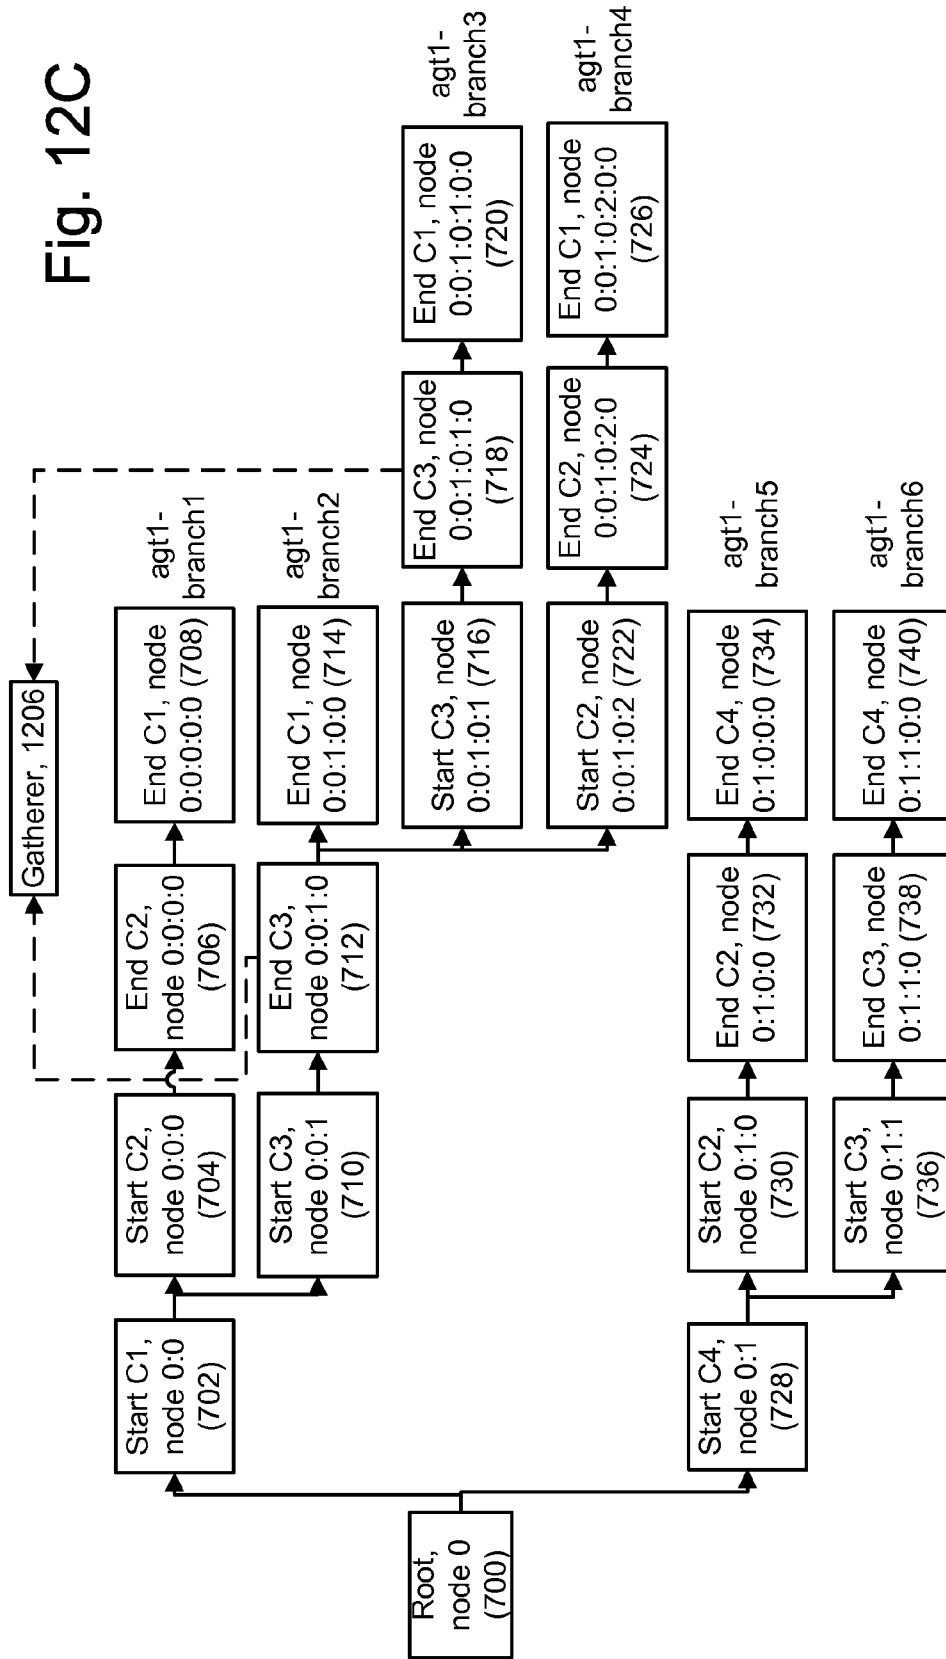 Fig. 12C
Gatherer, 1206
Root,
node 0
(700)
Start C1,
node 0:0
(702)
Start C2,
node 0:0:0
(704)
End C2,
node 0:0:0:0
(706)
End C1, node
0:0:0:0:0 (708)
agt1-
branch1
Start C3,
node 0:0:1
(710)
End C3,
node 0:0:1:0
(712)
End C1, node
0:0:1:0:0 (714)
agt1-
branch2
Start C3, node
0:0:1:0:1 (716)
End C3, node
0:0:1:0:1:0
(718)
End C1, node
0:0:1:0:1:0:0
(720)
agt1-
branch3
Start C2, node
0:0:1:0:2 (722)
End C2, node
0:0:1:0:2:0
(724)
End C1, node
0:0:1:0:2:0:0
(726)
agt1-
branch4
Start C4,
node 0:1
(728)
Start C2,
node 0:1:0
(730)
End C2, node
0:1:0:0 (732)
End C4, node
0:1:0:0:0 (734)
agt1-
branch5
Start C3,
node 0:1:1
(736)
End C3, node
0:1:1:0 (738)
End C4, node
0:1:1:0:0 (740)
agt1-
branch6